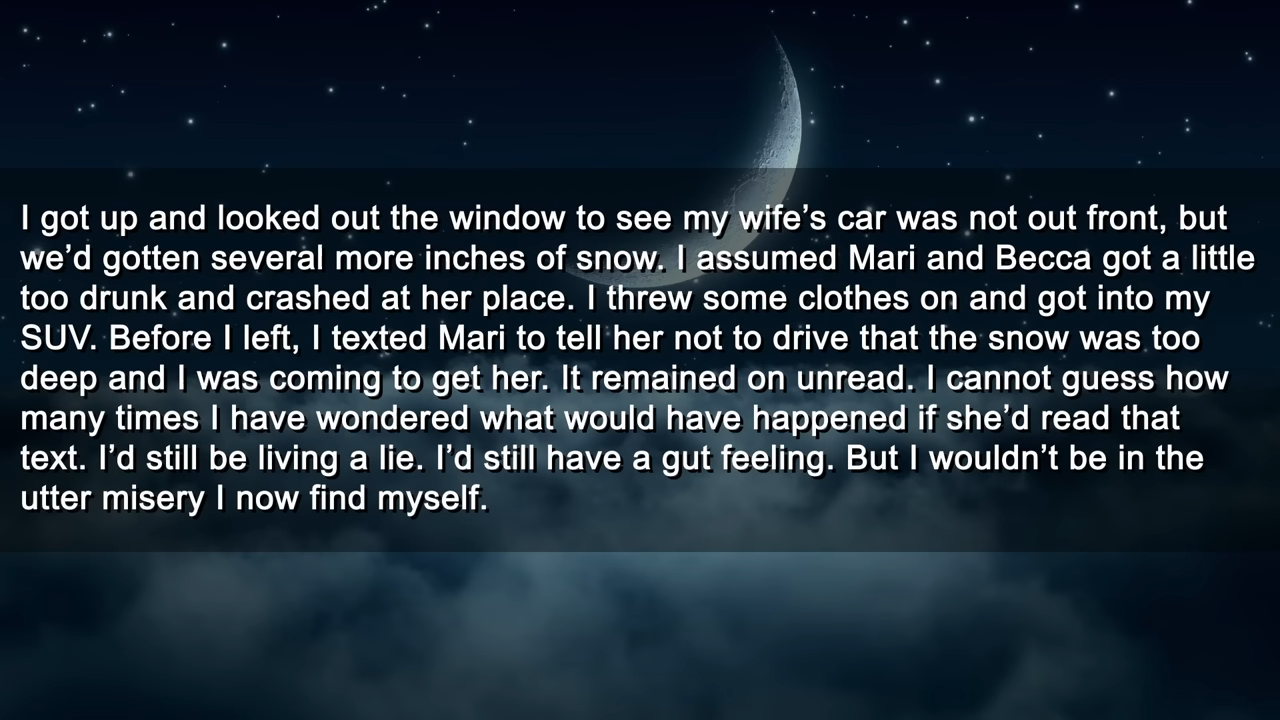 I got up and looked out the window to see my wife’s car was not out front, but
we’d gotten several more inches of snow. I assumed Mari and Becca got a little
too drunk and crashed at her place. I threw some clothes on and got into my
SUV. Before I left, I texted Mari to tell her not to drive that the snow was too
deep and I was coming to get her. It remained on unread. I cannot guess how
many times I have wondered what would have happened if she’d read that
text. I’d still be living a lie. I’d still have a gut feeling. But I wouldn’t be in the
utter misery I now find myself.